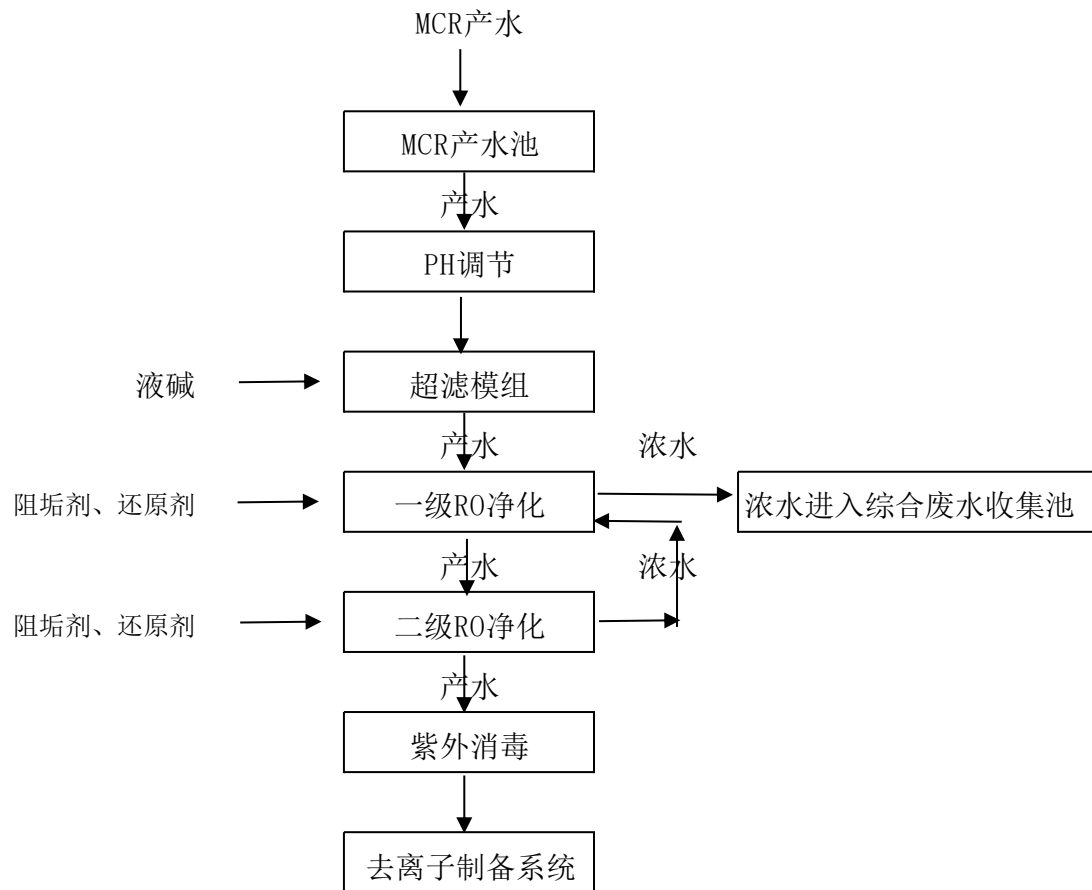 MCR产水
MCR产水池
产水
PH调节
液碱
超滤模组
产水
浓水
阻垢剂、还原剂
一级RO净化
浓水进入综合废水收集池
产水
浓水
阻垢剂、还原剂
二级RO净化
产水
紫外消毒
去离子制备系统